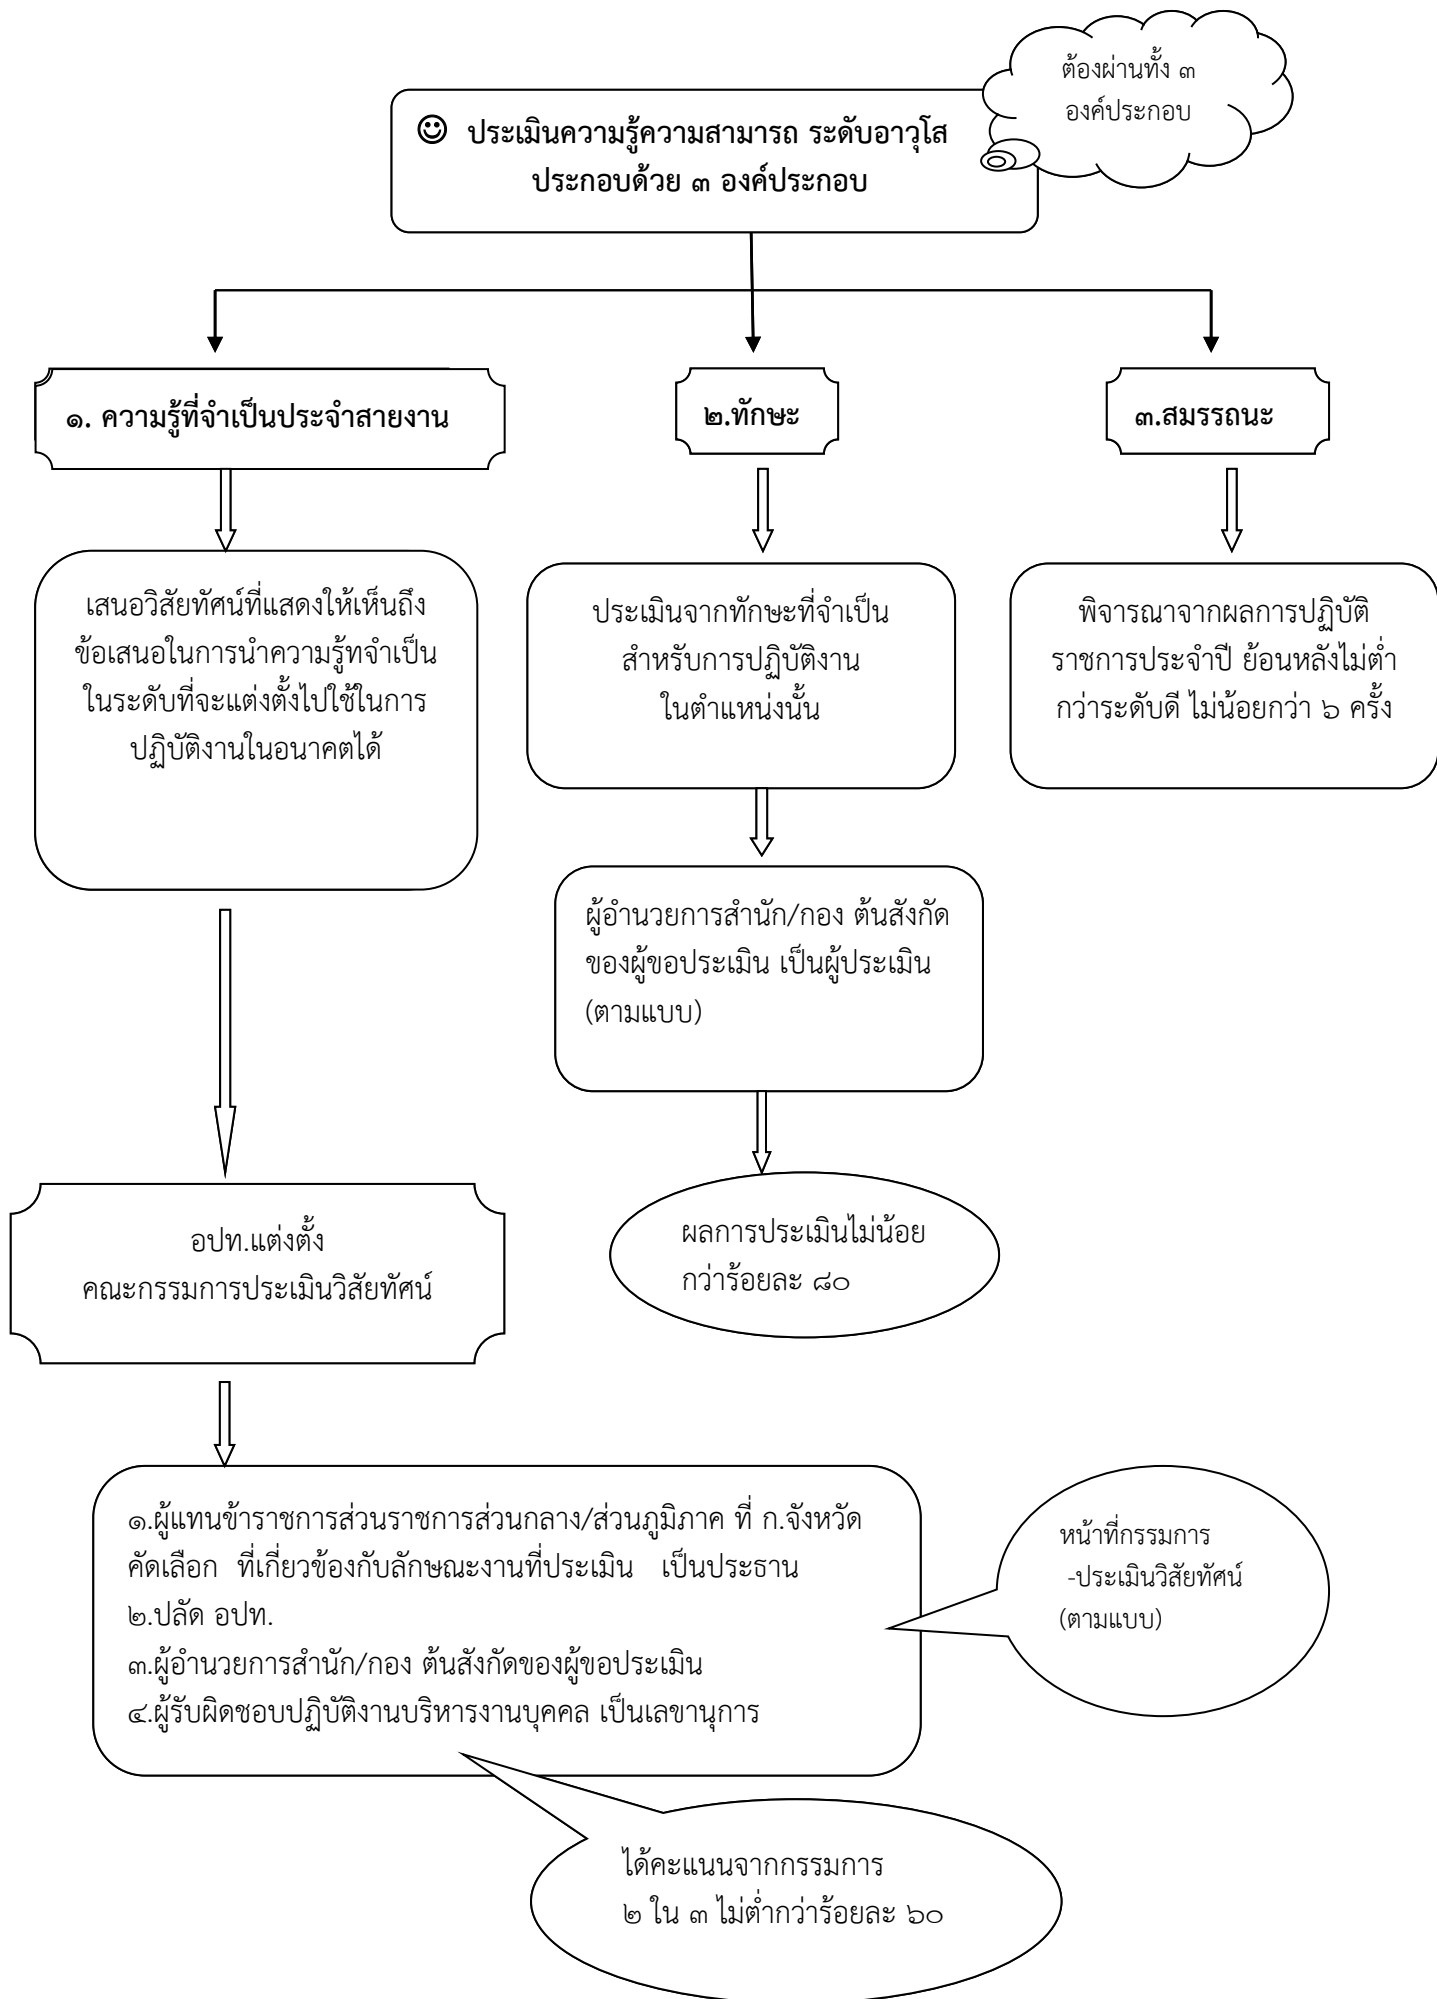 ต้องผ่านทั้ง ๓
องค์ประกอบ
☺ ประเมินความรู้ความสามารถ ระดับอาวุโส
ประกอบด้วย ๓ องค์ประกอบ
๑. ความรู้ที่จำเป็นประจำสายงาน
๒.ทักษะ
๓.สมรรถนะ
เสนอวิสัยทัศน์ที่แสดงให้เห็นถึง
ข้อเสนอในการนำความรู้ทจำเป็น
ในระดับที่จะแต่งตั้งไปใช้ในการ
ปฏิบัติงานในอนาคตได้
ประเมินจากทักษะที่จำเป็น
สำหรับการปฏิบัติงาน
ในตำแหน่งนั้น
พิจารณาจากผลการปฏิบัติ
ราชการประจำปี ย้อนหลังไม่ต่ำ
กว่าระดับดี ไม่น้อยกว่า ๖ ครั้ง
ผู้อำนวยการสำนัก/กอง ต้นสังกัด
ของผู้ขอประเมิน เป็นผู้ประเมิน
(ตามแบบ)
ผลการประเมินไม่น้อย
กว่าร้อยละ ๘๐
อปท.แต่งตั้ง
คณะกรรมการประเมินวิสัยทัศน์
๑.ผู้แทนข้าราชการส่วนราชการส่วนกลาง/ส่วนภูมิภาค ที่ ก.จังหวัด
คัดเลือก ที่เกี่ยวข้องกับลักษณะงานที่ประเมิน เป็นประธาน
๒.ปลัด อปท.
๓.ผู้อำนวยการสำนัก/กอง ต้นสังกัดของผู้ขอประเมิน
๔.ผู้รับผิดชอบปฏิบัติงานบริหารงานบุคคล เป็นเลขานุการ
หน้าที่กรรมการ
-ประเมินวิสัยทัศน์
(ตามแบบ)
ได้คะแนนจากกรรมการ
๒ ใน ๓ ไม่ต่ำกว่าร้อยละ ๖๐